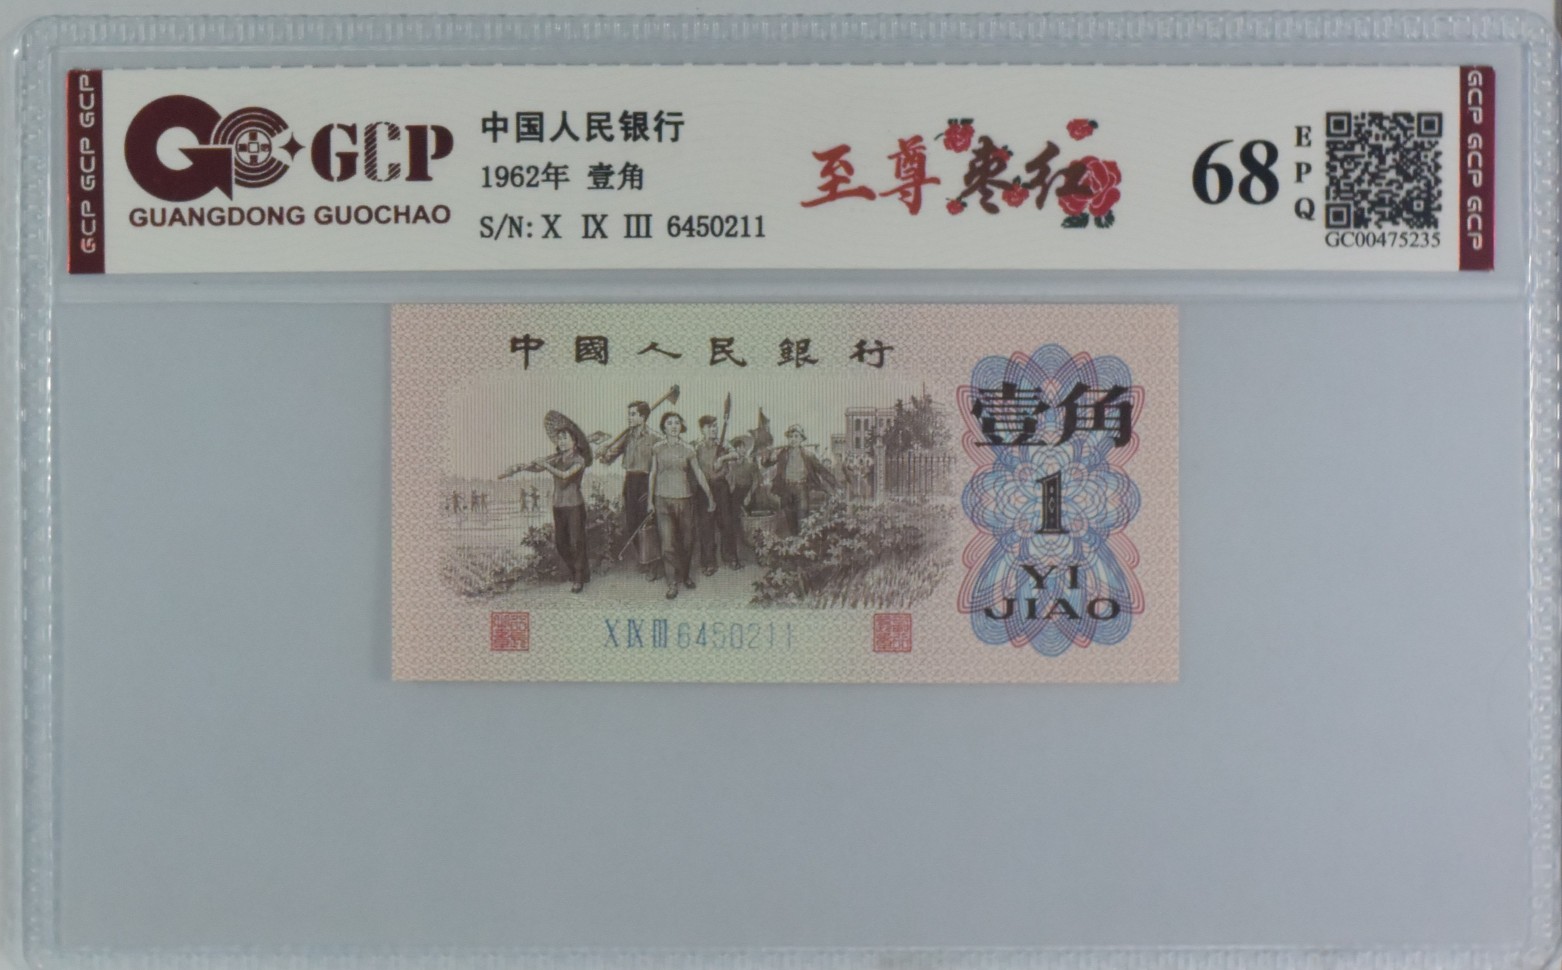 GCP GCP GCP
GCP
GUANGDONG GUOCHAO
中国人民银行
1962年 壹角
S/N: X IX III 6450211
至尊枣红
68
EPQ
GC00475235
GCP GCP GCP
中國人民銀行
壹角
1
YI
JIAO
X IX III 6450211